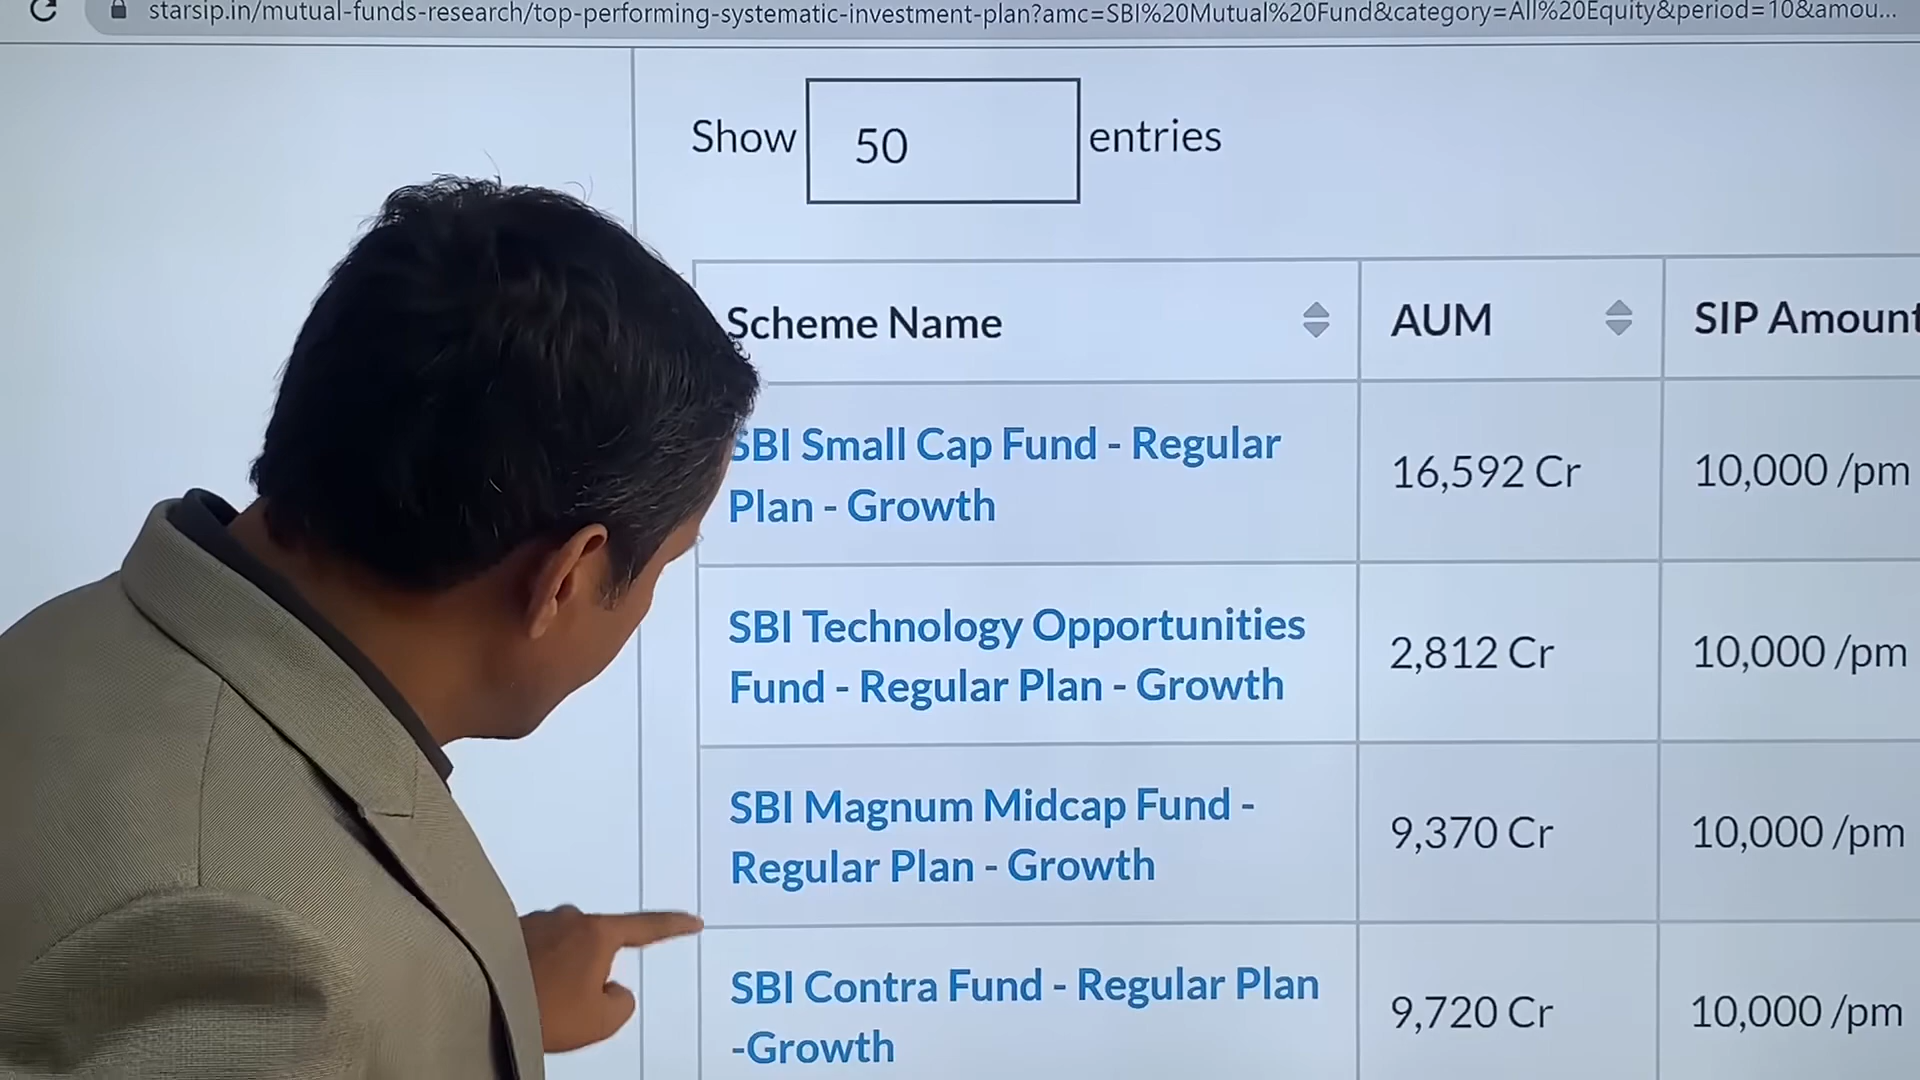 starsip.in/mutual-funds-research/top-performing-systematic-investment-plan?amc=SBI%20Mutual%20Fund&category=All%20Equity&period=10&amou...
Show 50 entries
Scheme Name AUM SIP Amount
SBI Small Cap Fund - Regular
Plan - Growth
16,592 Cr 10,000 /pm
SBI Technology Opportunities
Fund - Regular Plan - Growth
2,812 Cr 10,000 /pm
SBI Magnum Midcap Fund -
Regular Plan - Growth
9,370 Cr 10,000 /pm
SBI Contra Fund - Regular Plan
-Growth
9,720 Cr 10,000 /pm